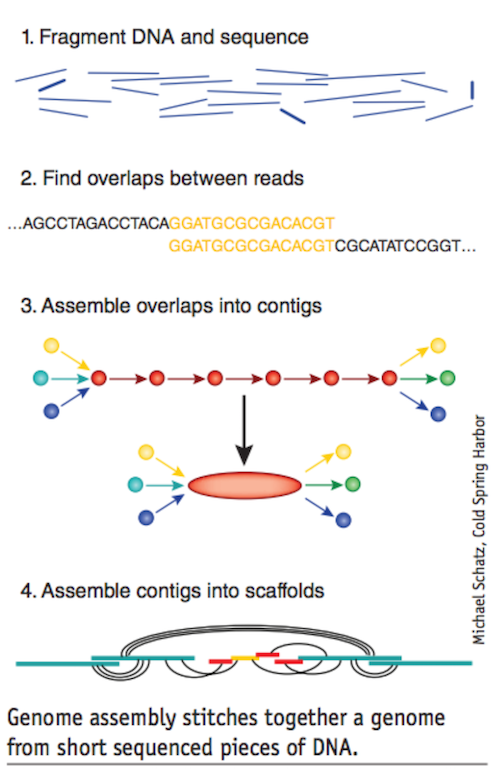 1. Fragment DNA and sequence
2. Find overlaps between reads
...AGCCTAGACCTACAGGATGCGCGACACGT
GGATGCGCGACACGTCGCATATCCGGT...
3. Assemble overlaps into contigs
Michael Schatz, Cold Spring Harbor
4. Assemble contigs into scaffolds
Genome assembly stitches together a genome
from short sequenced pieces of DNA.